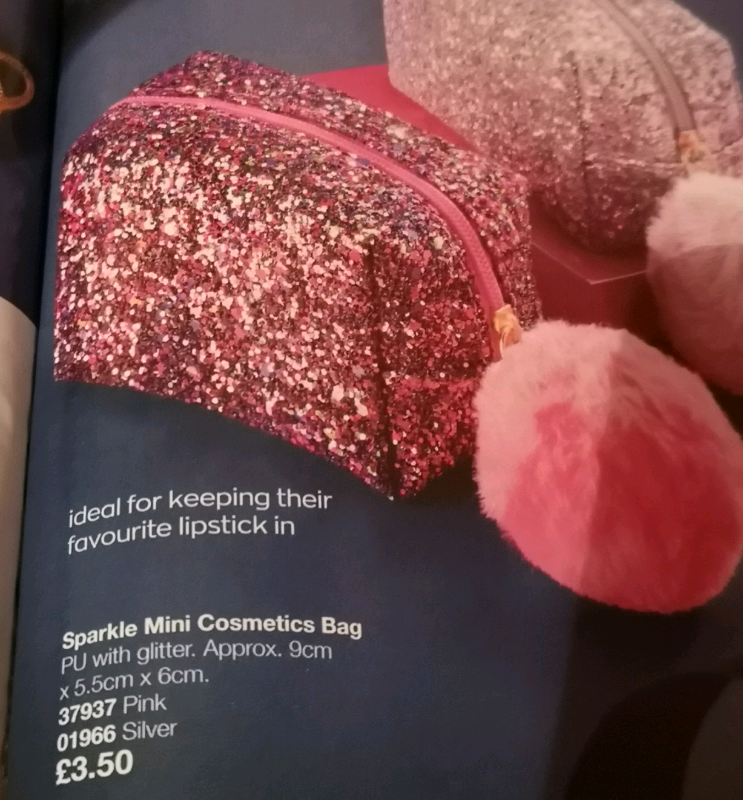 ideal for keeping their
favourite lipstick in
Sparkle Mini Cosmetics Bag
PU with glitter. Approx. 9cm
x 5.5cm x 6cm.
37937 Pink
01966 Silver
£3.50